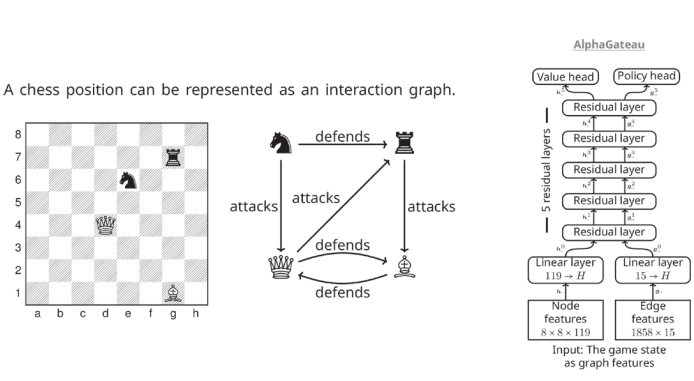 AlphaGateau
A chess position can be represented as an interaction graph.
8
7
6
5
4
3
2
1
a b c d e f g h
defends
attacks
attacks
attacks
defends
defends
Value head
Policy head
Residual layer
Residual layer
Residual layer
Residual layer
Residual layer
5 residual layers
Linear layer
119 → H
Linear layer
15 → H
Node
features
8 × 8 × 119
Edge
features
1858 × 15
Input: The game state
as graph features